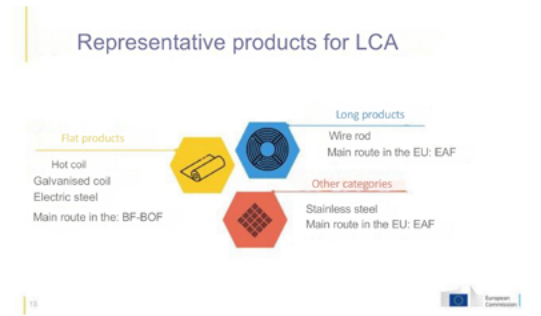 Representative products for LCA
Flat products
Hot coil
Galvanised coil
Electric steel
Main route in the: BF-BOF
Long products
Wire rod
Main route in the EU: EAF
Other categories
Stainless steel
Main route in the EU: EAF
European
Commission